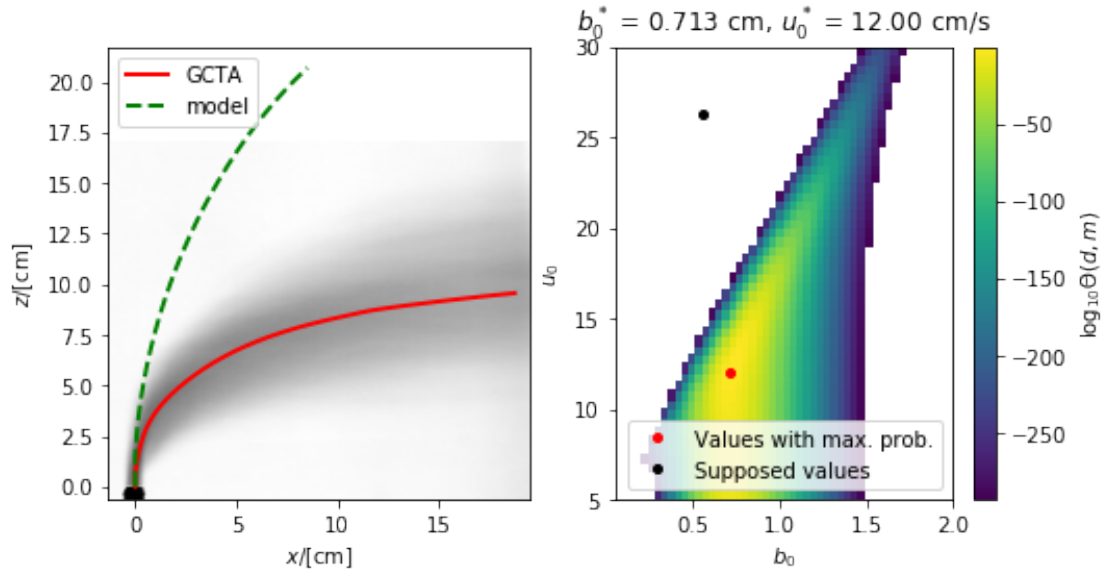 b₀* = 0.713 cm, u₀* = 12.00 cm/s
GCTA
model
20.0
17.5
15.0
12.5
10.0
7.5
5.0
2.5
0.0
z/[cm]
0
5
10
15
x/[cm]
30
25
20
15
10
5
u₀
Values with max. prob.
Supposed values
0.5
1.0
1.5
2.0
b₀
−50
−100
−150
−200
−250
log₁₀Θ(d, m)